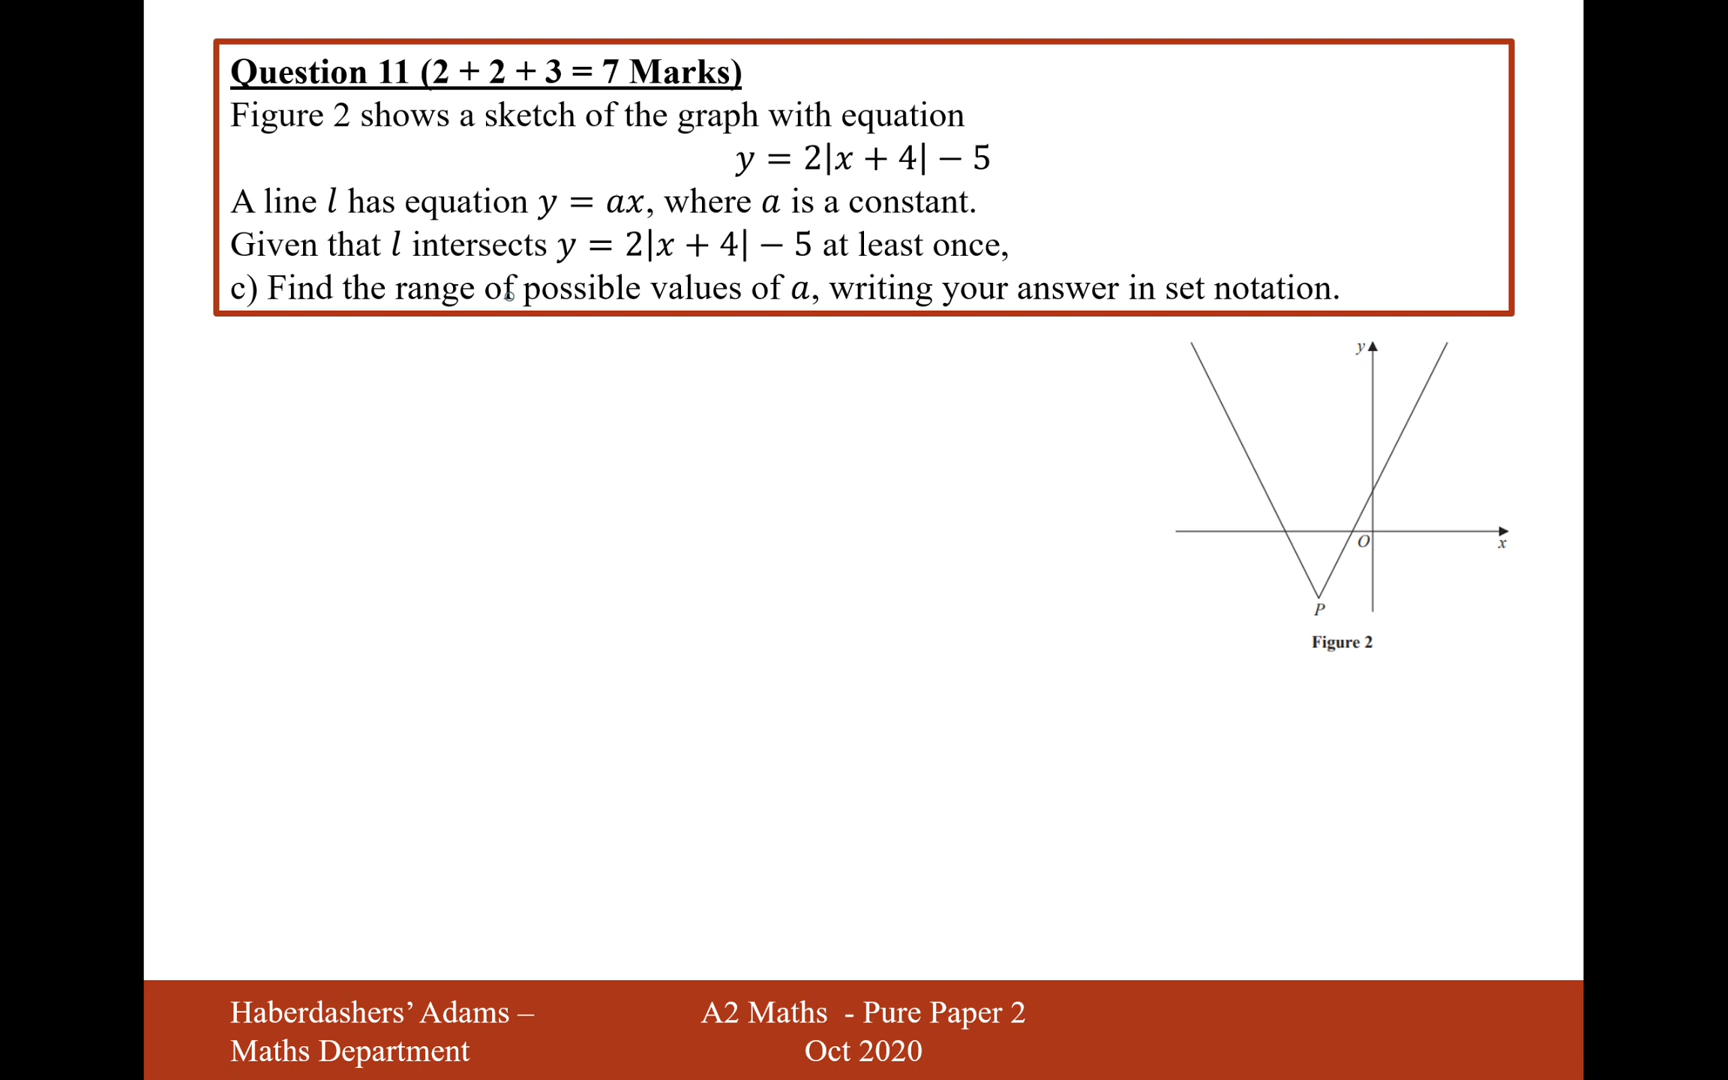 Question 11 (2 + 2 + 3 = 7 Marks)
Figure 2 shows a sketch of the graph with equation
y = 2|x + 4| − 5
A line l has equation y = ax, where a is a constant.
Given that l intersects y = 2|x + 4| − 5 at least once,
c) Find the range of possible values of a, writing your answer in set notation.
y
O
x
P
Figure 2
Haberdashers’ Adams –
Maths Department
A2 Maths - Pure Paper 2
Oct 2020